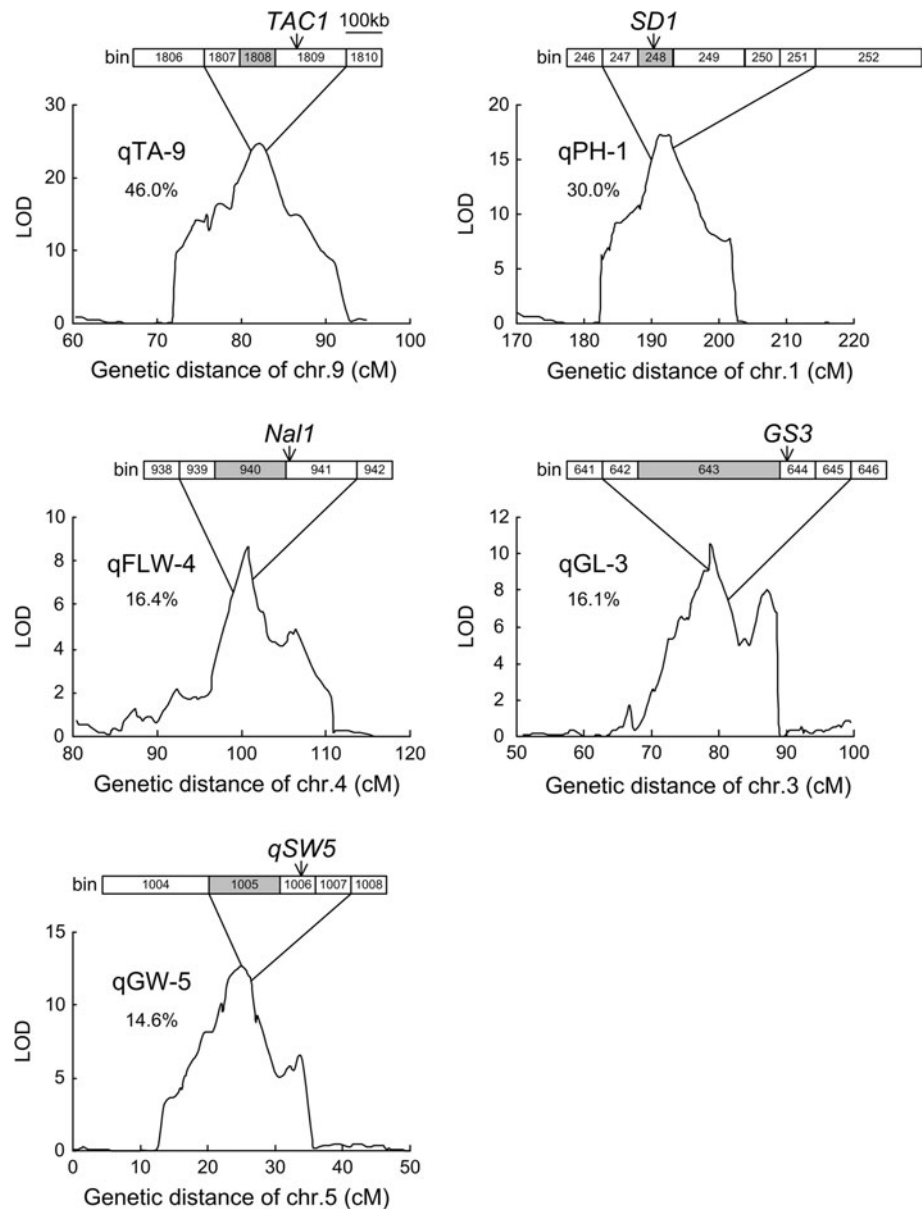 TAC1 100kb
bin 1806 1807 1808 1809 1810
30
20
10
0
LOD
qTA-9
46.0%
60 70 80 90 100
Genetic distance of chr.9 (cM)
SD1
bin 246 247 248 249 250 251 252
20
15
10
5
0
LOD
qPH-1
30.0%
170 180 190 200 210 220
Genetic distance of chr.1 (cM)
Nal1
bin 938 939 940 941 942
10
8
6
4
2
0
LOD
qFLW-4
16.4%
80 90 100 110 120
Genetic distance of chr.4 (cM)
GS3
bin 641 642 643 644 645 646
12
10
8
6
4
2
0
LOD
qGL-3
16.1%
50 60 70 80 90 100
Genetic distance of chr.3 (cM)
qSW5
bin 1004 1005 1006 1007 1008
15
10
5
0
LOD
qGW-5
14.6%
0 10 20 30 40 50
Genetic distance of chr.5 (cM)